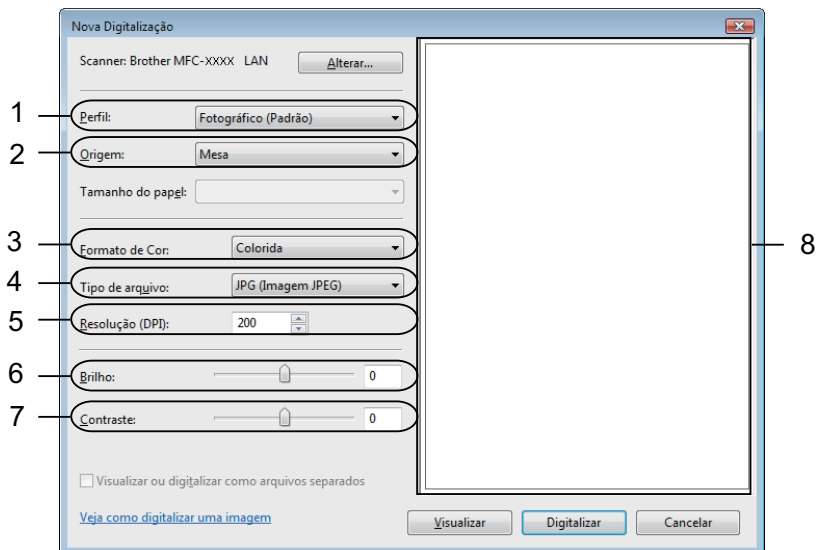 Nova Digitalização
Scanner: Brother MFC-XXXX LAN Alterar...
1 Perfil: Fotográfico (Padrão)
2 Origem: Mesa
Tamanho do papel:
3 Formato de Cor: Colorida
4 Tipo de arquivo: JPG (Imagem JPEG)
5 Resolução (DPI): 200
6 Brilho: 0
7 Contraste: 0
8
Visualizar ou digitalizar como arquivos separados
Veja como digitalizar uma imagem
Visualizar Digitalizar Cancelar